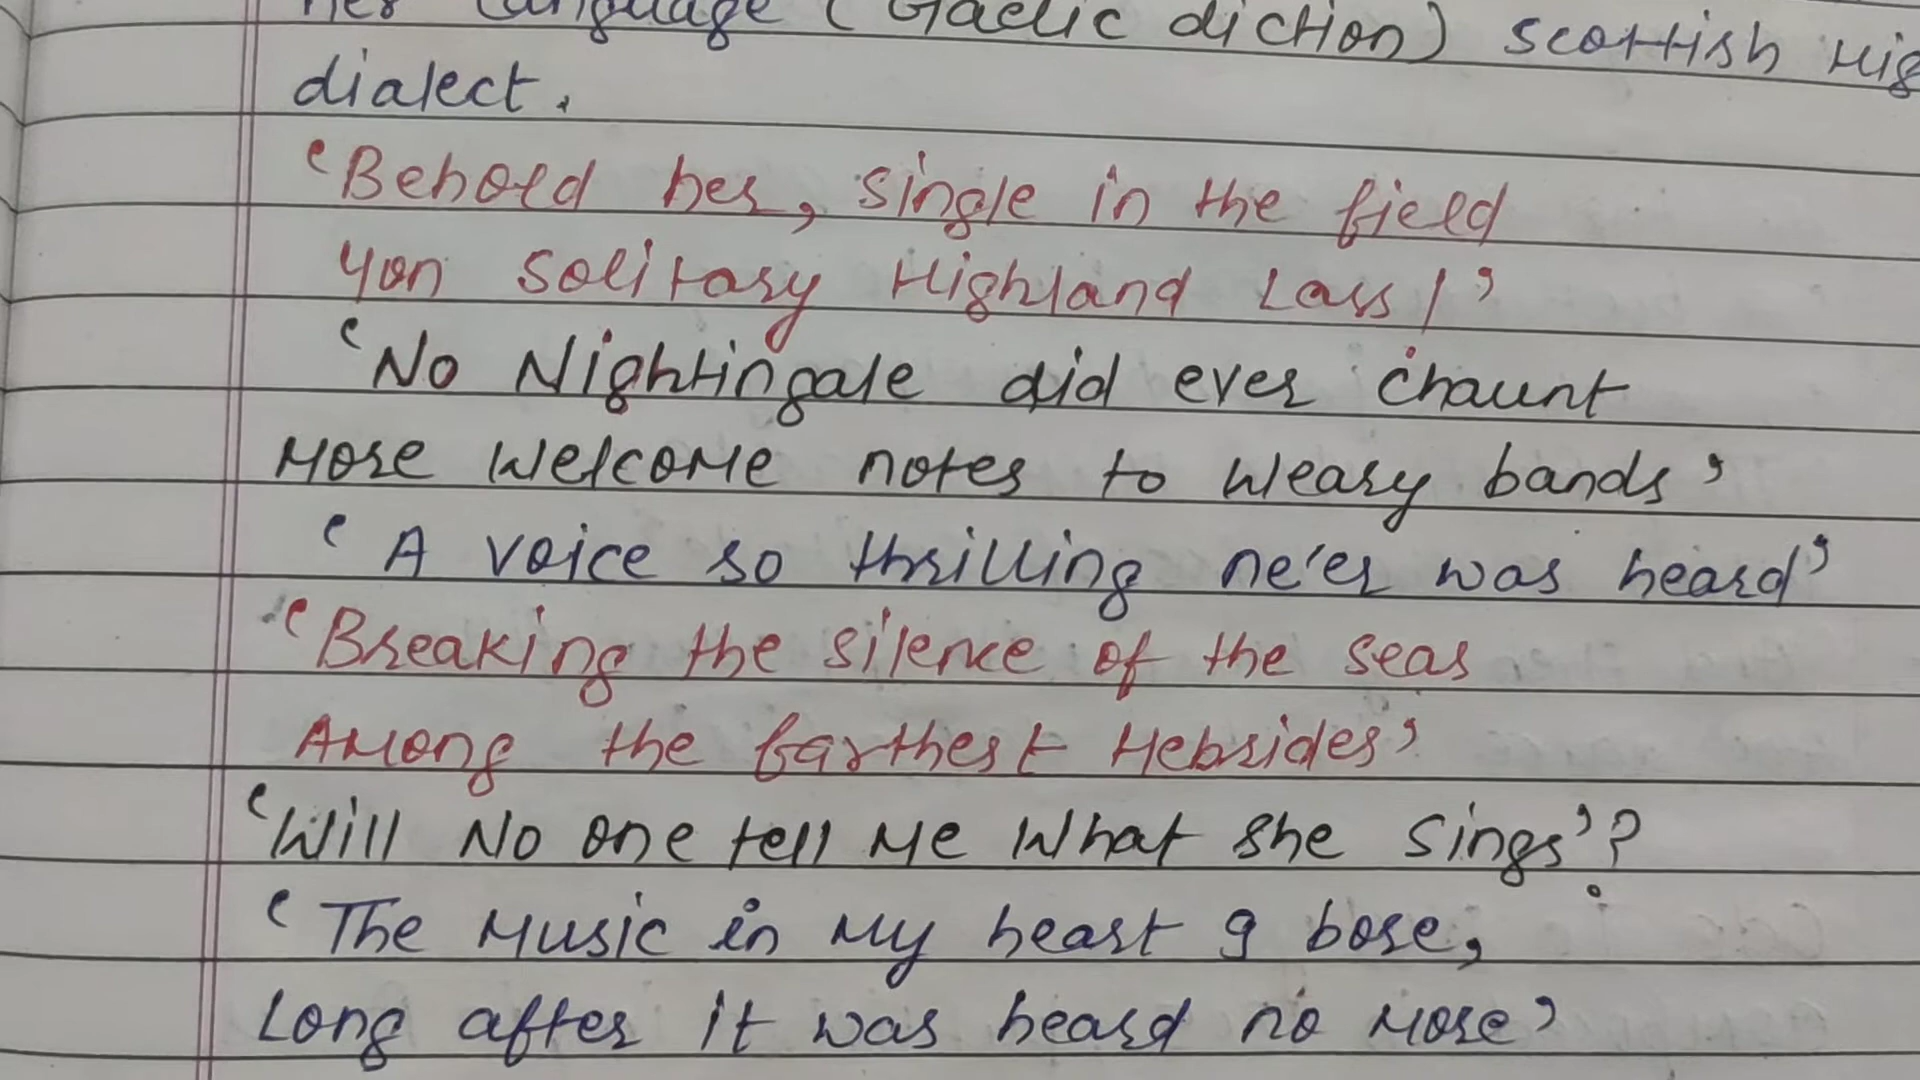 her language (Gaelic diction) Scottish Hig
dialect.
'Behold her, single in the field
Yon solitary Highland Lass!'
'No Nightingale did ever chaunt
More welcome notes to weary bands'
'A voice so thrilling ne'er was heard'
'Breaking the silence of the seas
Among the farthest Hebrides'
'Will No one tell Me What she sings'?
'The Music in My heart I bore,
Long after it was heard no More'